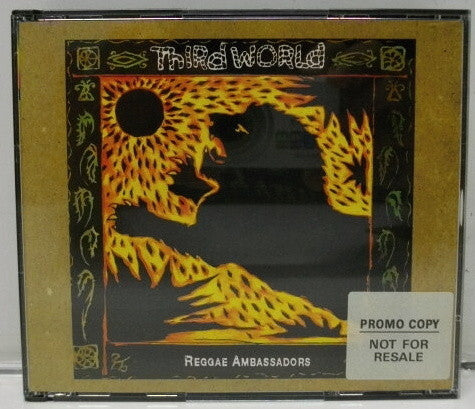 ThiRd WORLd
REGGAE AMBASSADORS
PROMO COPY
NOT FOR
RESALE